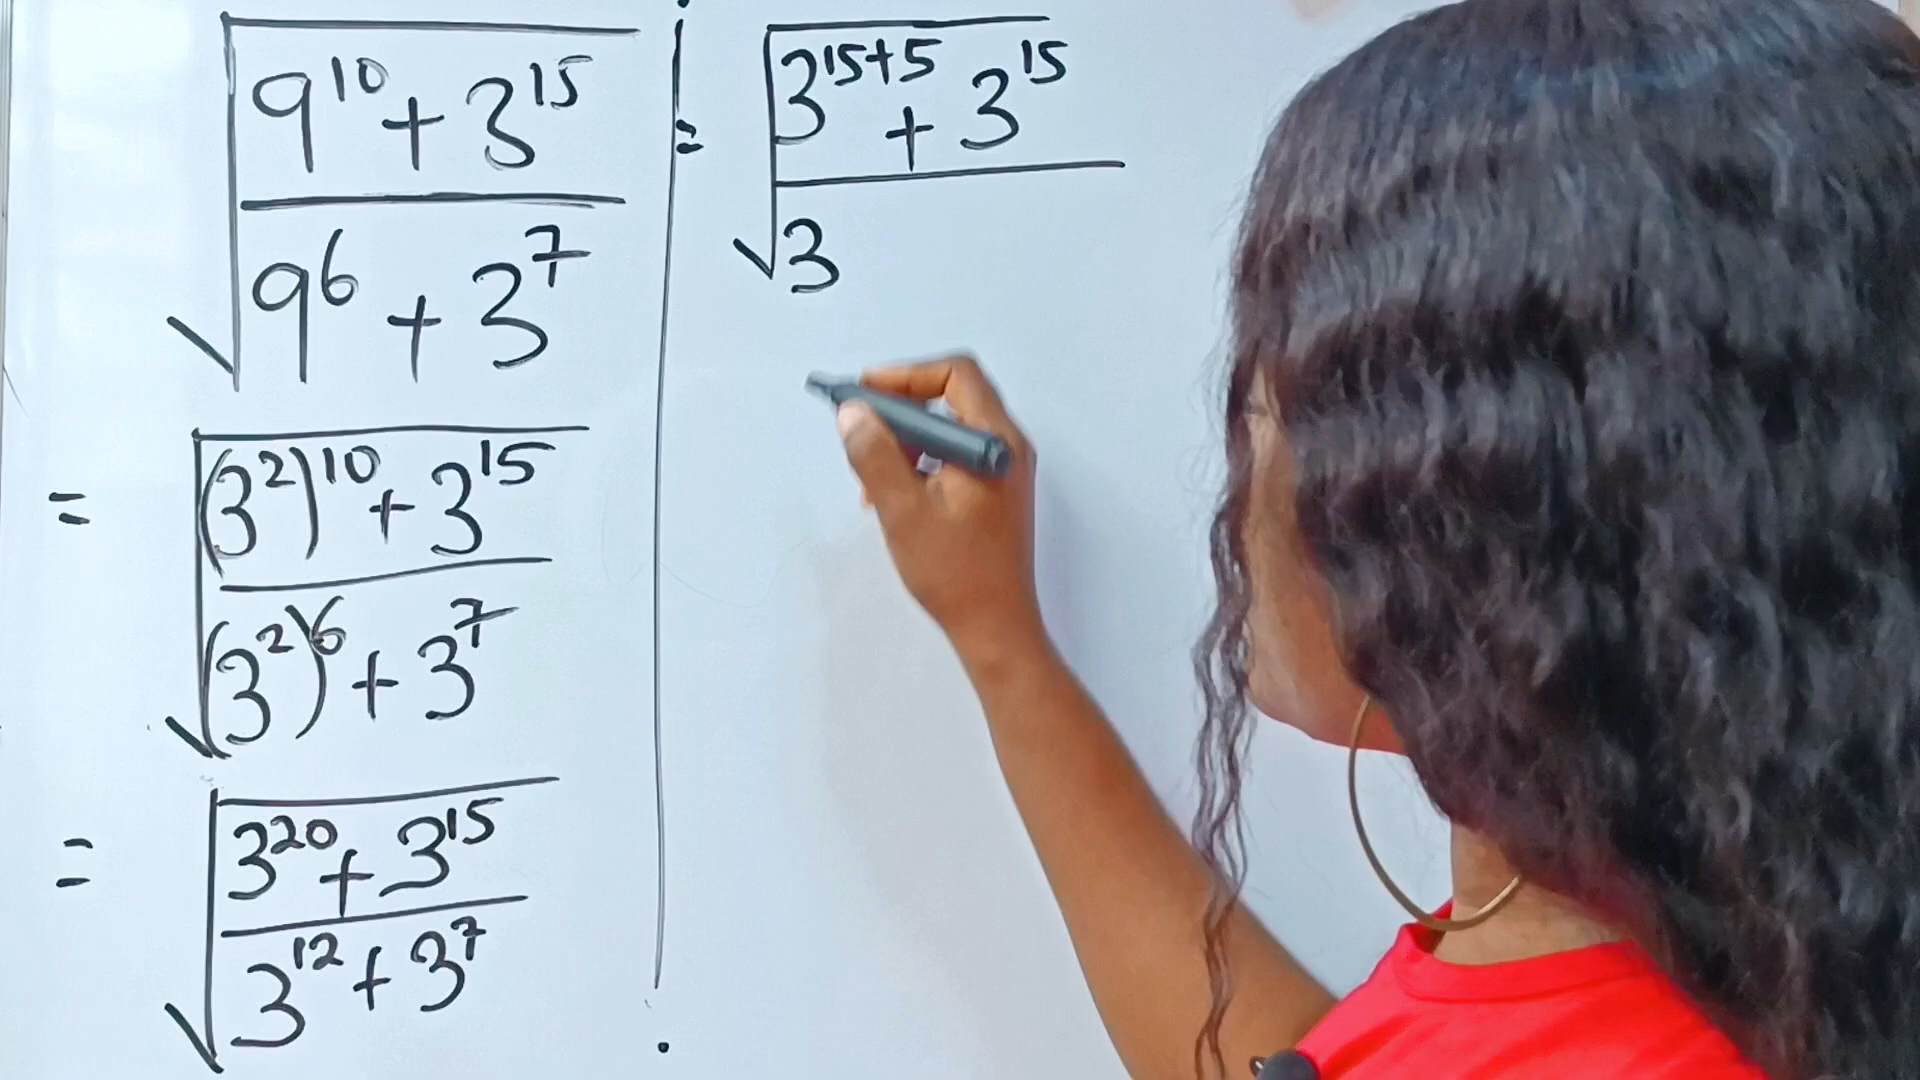 √
9^10 + 3^15
9^6 + 3^7
= √
(3^2)^10 + 3^15
(3^2)^6 + 3^7
= √
3^20 + 3^15
3^12 + 3^7
= √
3^15+5 + 3^15
3